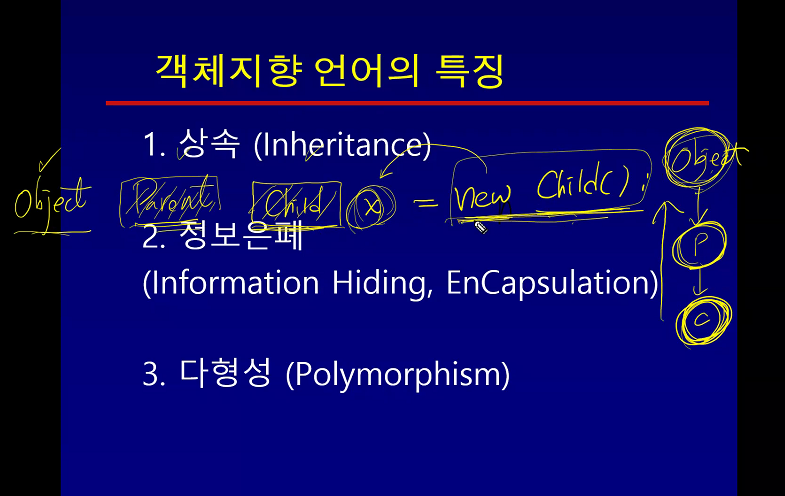 객체지향 언어의 특징
1. 상속 (Inheritance)
Object
Object Parent Child x = new Child();
2. 정보은폐
P
(Information Hiding, EnCapsulation)
C
3. 다형성 (Polymorphism)